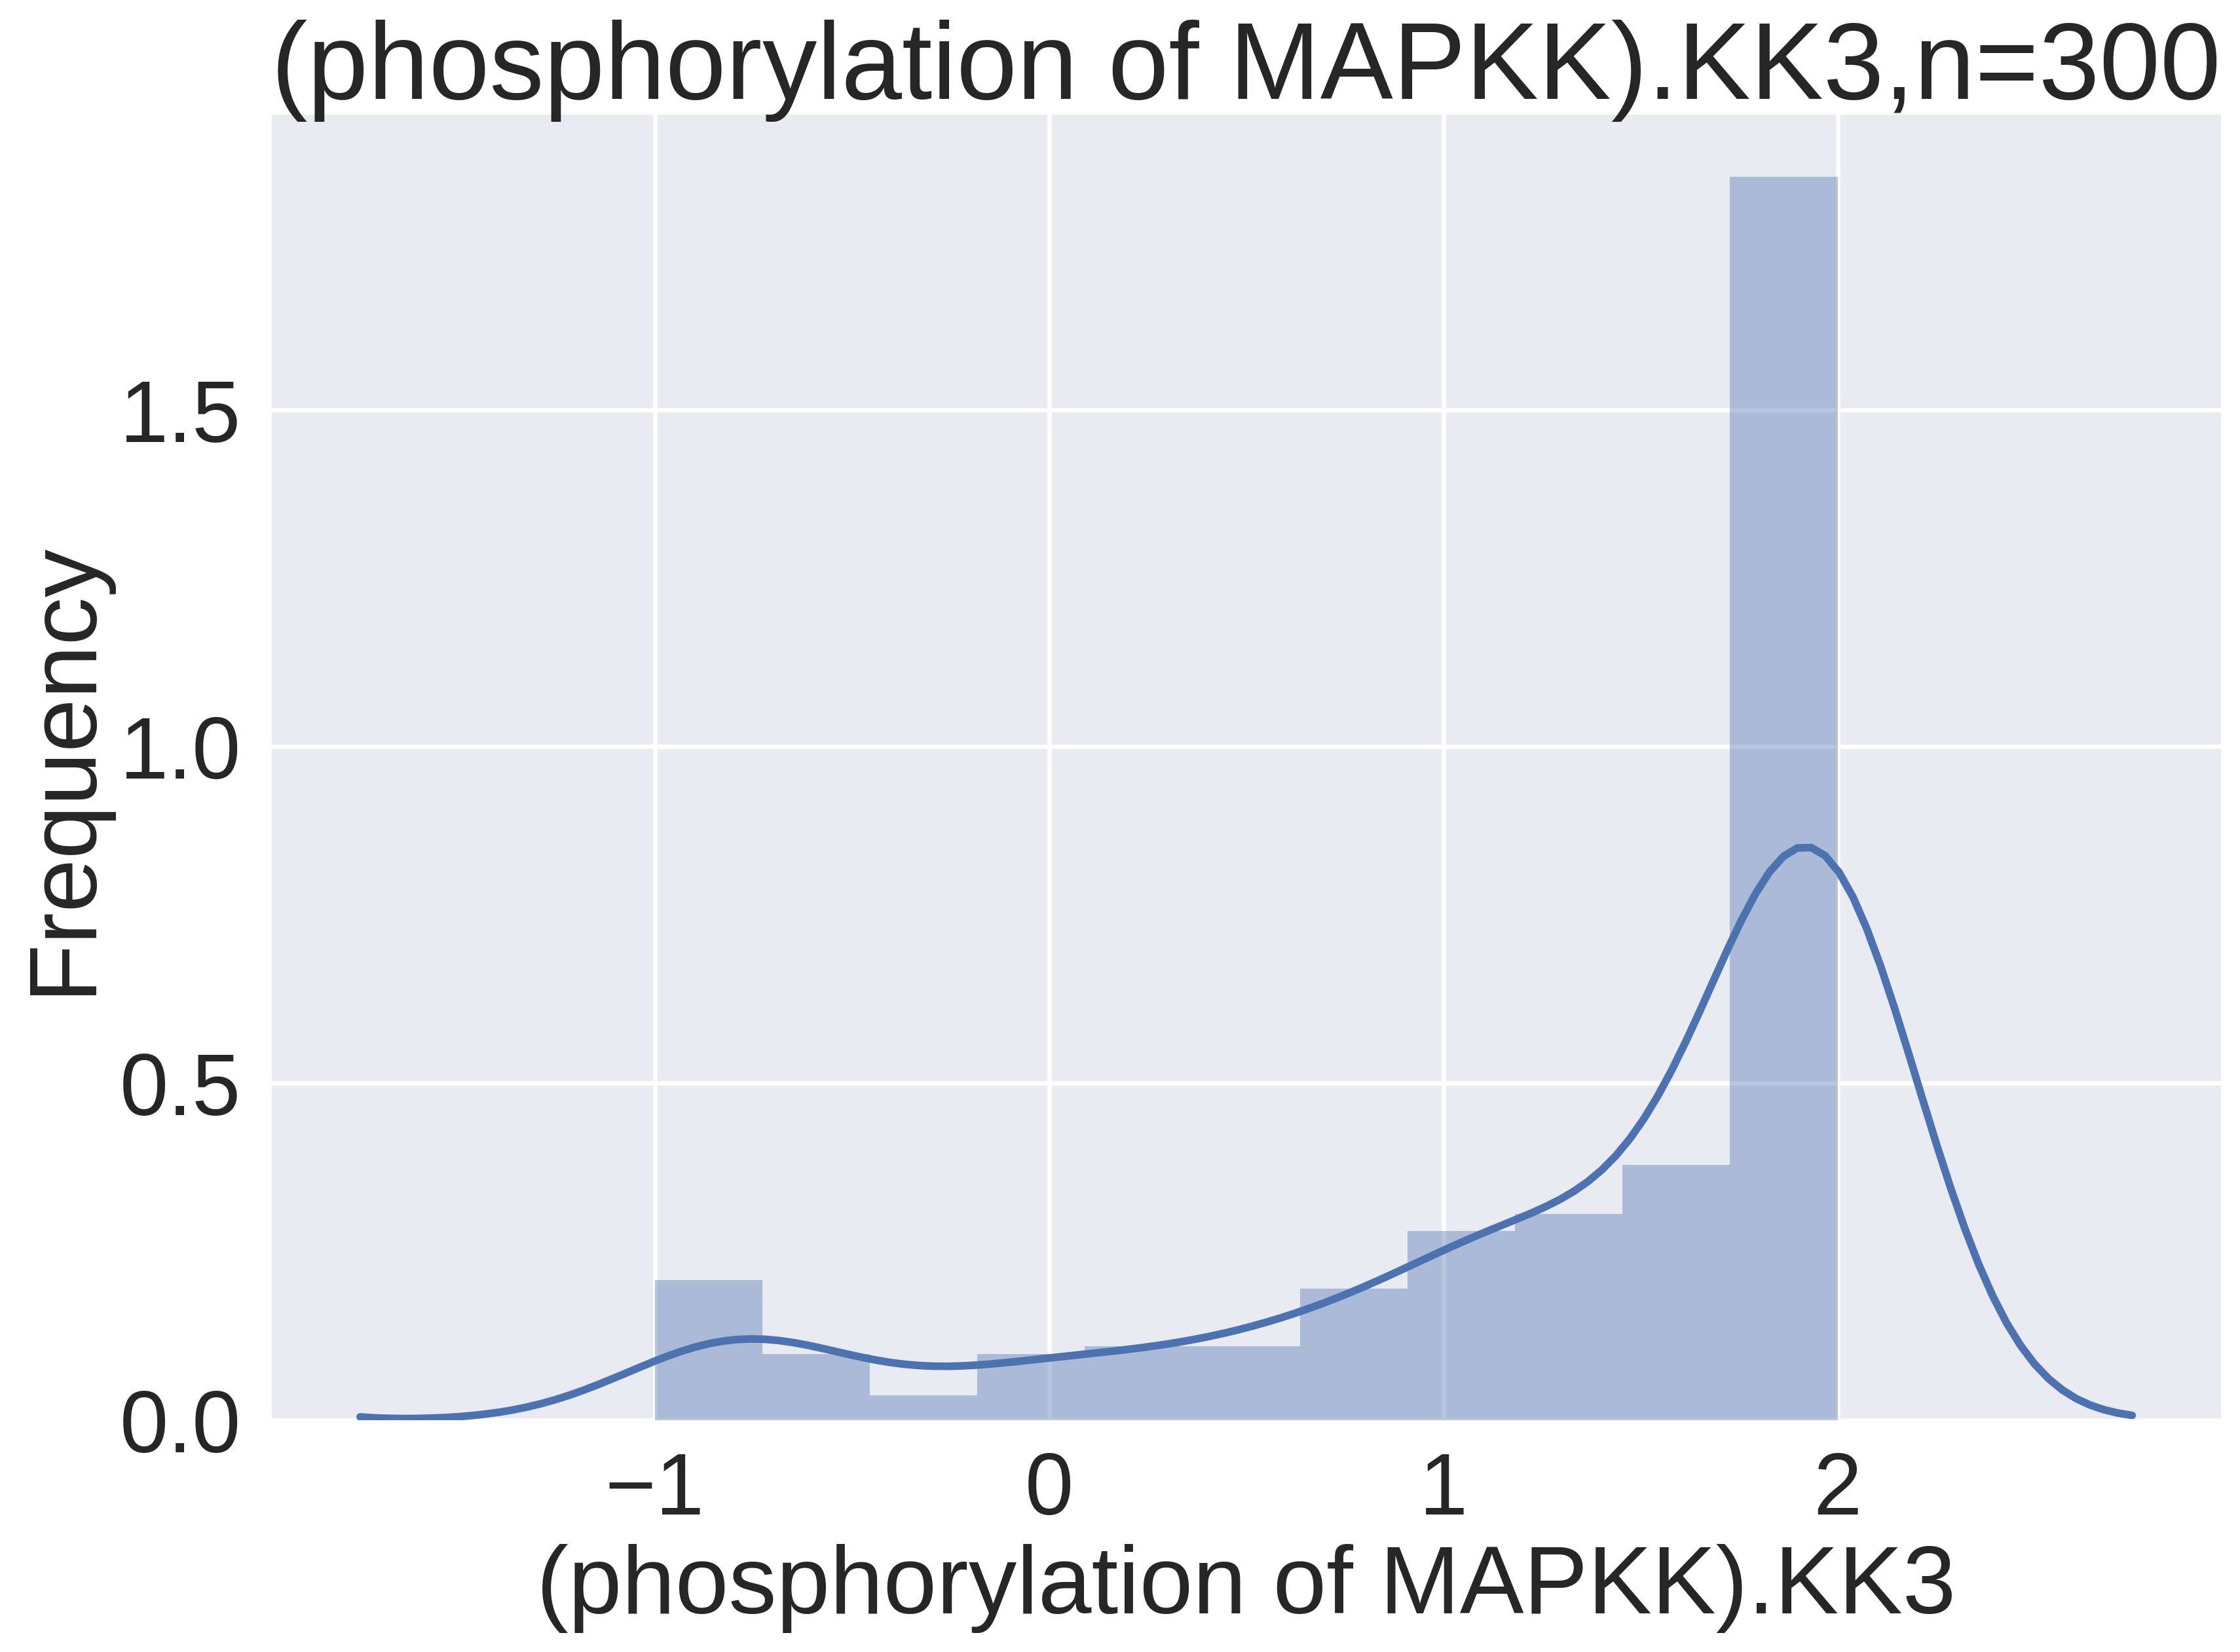 (phosphorylation of MAPKK).KK3,n=300
Frequency
1.5
1.0
0.5
0.0
−1 0 1 2
(phosphorylation of MAPKK).KK3